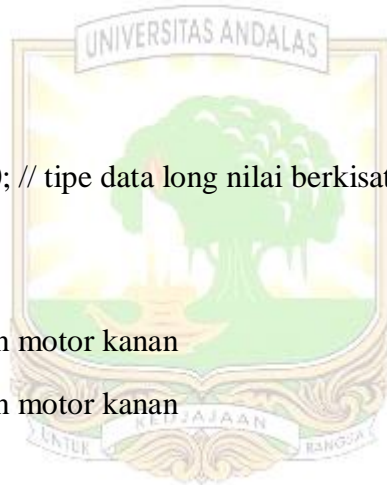 UNIVERSITAS ANDALAS
; // tipe data long nilai berkisat
n motor kanan
n motor kanan
KEDJAJAAN
UNTUK BANGSA